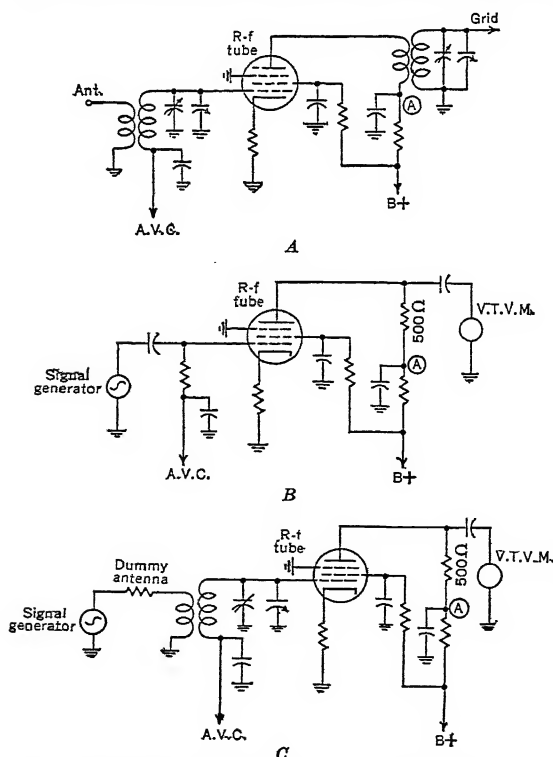 R-f
tube
Grid
Ant.
A
A.V.C.
B+
A
R-f
tube
V.T.V.M.
500Ω
Signal
generator
A
A.V.C.
B+
B
R-f
tube
V.T.V.M.
500Ω
Dummy
antenna
Signal
generator
A
A.V.C.
B+
C